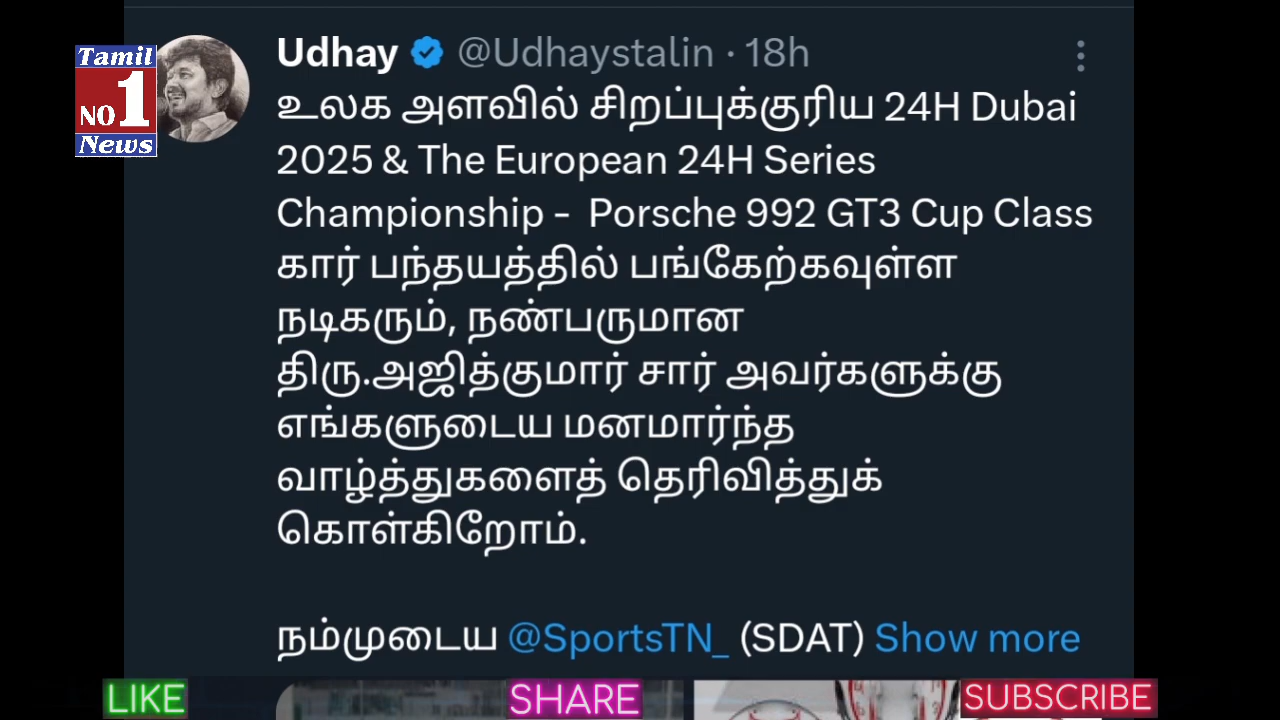 Tamil
NO 1
News
Udhay @Udhaystalin · 18h
உலக அளவில் சிறப்புக்குரிய 24H Dubai
2025 & The European 24H Series
Championship - Porsche 992 GT3 Cup Class
கார் பந்தயத்தில் பங்கேற்கவுள்ள
நடிகரும், நண்பருமான
திரு.அஜித்குமார் சார் அவர்களுக்கு
எங்களுடைய மனமார்ந்த
வாழ்த்துகளைத் தெரிவித்துக்
கொள்கிறோம்.
நம்முடைய @SportsTN_ (SDAT) Show more
LIKE SHARE SUBSCRIBE